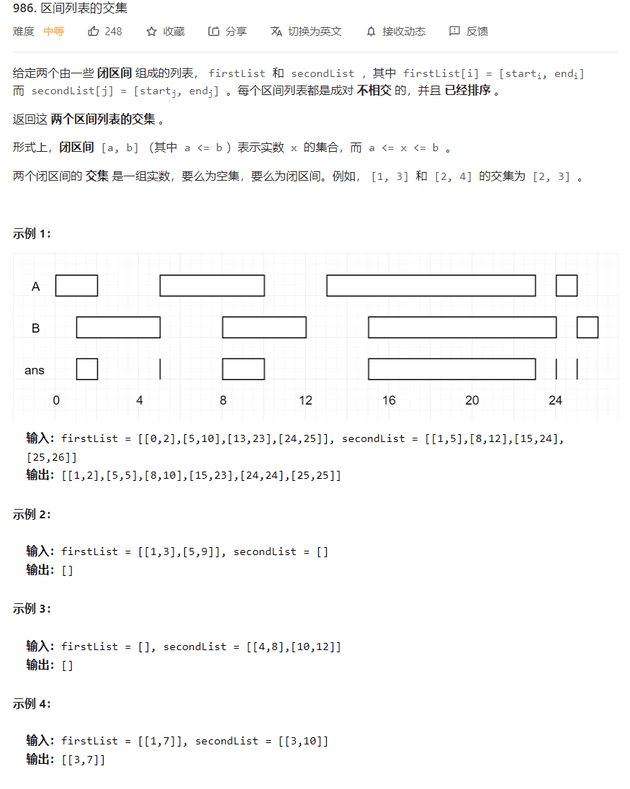 986. 区间列表的交集
难度 中等 248 收藏 分享 切换为英文 接收动态 反馈
给定两个由一些 闭区间 组成的列表， firstList 和 secondList ，其中 firstList[i] = [starti, endi]
而 secondList[j] = [startj, endj] 。每个区间列表都是成对 不相交 的，并且 已经排序 。
返回这 两个区间列表的交集 。
形式上，闭区间 [a, b] （其中 a <= b ）表示实数 x 的集合，而 a <= x <= b 。
两个闭区间的 交集 是一组实数，要么为空集，要么为闭区间。例如， [1, 3] 和 [2, 4] 的交集为 [2, 3] 。
示例 1：
A
B
ans
0 4 8 12 16 20 24
输入：firstList = [[0,2],[5,10],[13,23],[24,25]], secondList = [[1,5],[8,12],[15,24],
[25,26]]
输出：[[1,2],[5,5],[8,10],[15,23],[24,24],[25,25]]
示例 2：
输入：firstList = [[1,3],[5,9]], secondList = []
输出：[]
示例 3：
输入：firstList = [], secondList = [[4,8],[10,12]]
输出：[]
示例 4：
输入：firstList = [[1,7]], secondList = [[3,10]]
输出：[[3,7]]